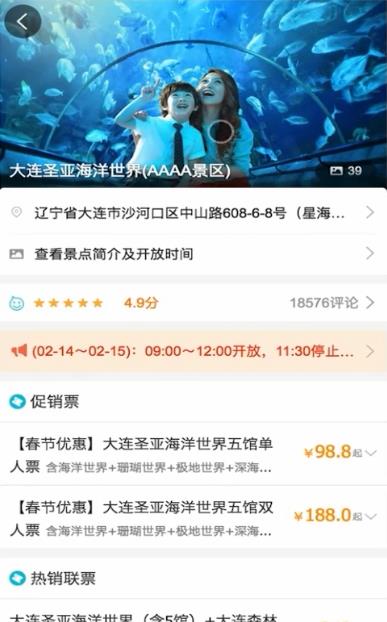 大连圣亚海洋世界(AAAA景区)
39
辽宁省大连市沙河口区中山路608-6-8号（星海...
查看景点简介及开放时间
4.9分
18576评论
(02-14～02-15)：09:00～12:00开放，11:30停止...
促销票
【春节优惠】大连圣亚海洋世界五馆单
人票 含海洋世界+珊瑚世界+极地世界+深海...
¥98.8起
【春节优惠】大连圣亚海洋世界五馆双
人票 含海洋世界+珊瑚世界+极地世界+深海...
¥188.0起
热销联票
大连圣亚海洋世界（含5馆）+大连森林